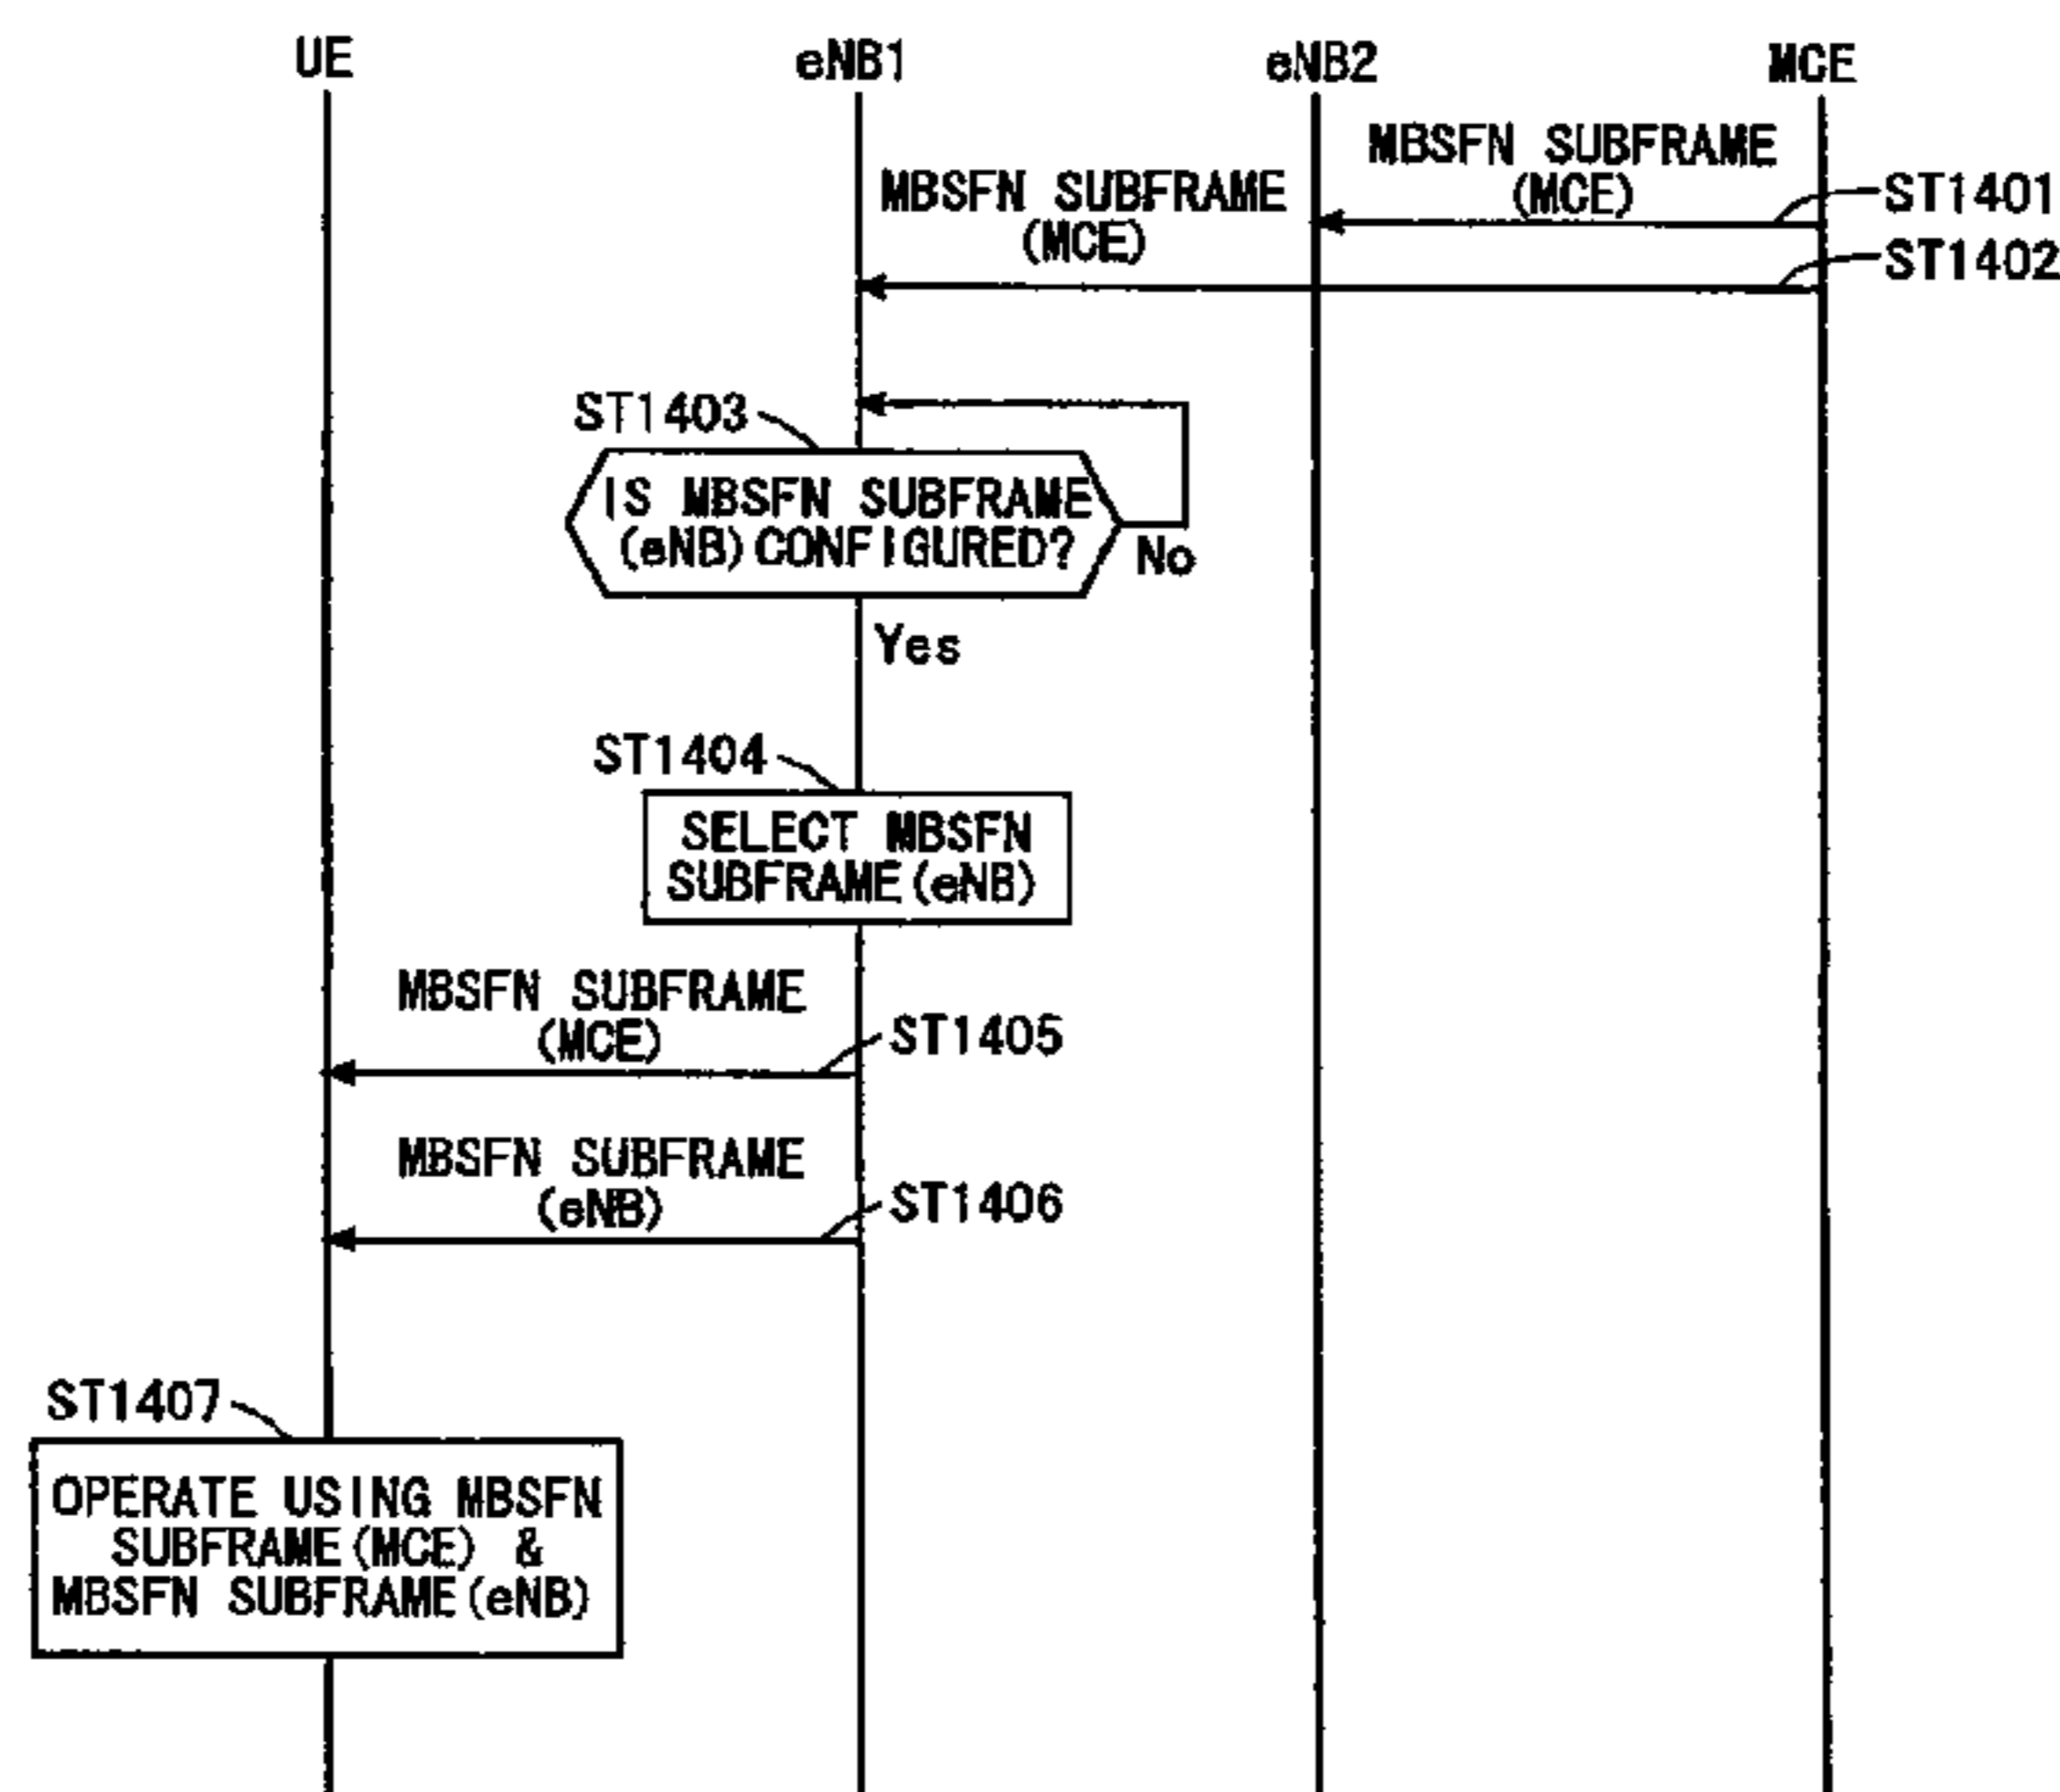 UE
eNB1
eNB2
MCE
MBSFN SUBFRAME
(MCE)
ST1401
MBSFN SUBFRAME
(MCE)
ST1402
ST1403
IS MBSFN SUBFRAME
(eNB)CONFIGURED?
No
Yes
ST1404
SELECT MBSFN
SUBFRAME(eNB)
MBSFN SUBFRAME
(MCE)
ST1405
MBSFN SUBFRAME
(eNB)
ST1406
ST1407
OPERATE USING MBSFN
SUBFRAME(MCE) &
MBSFN SUBFRAME(eNB)